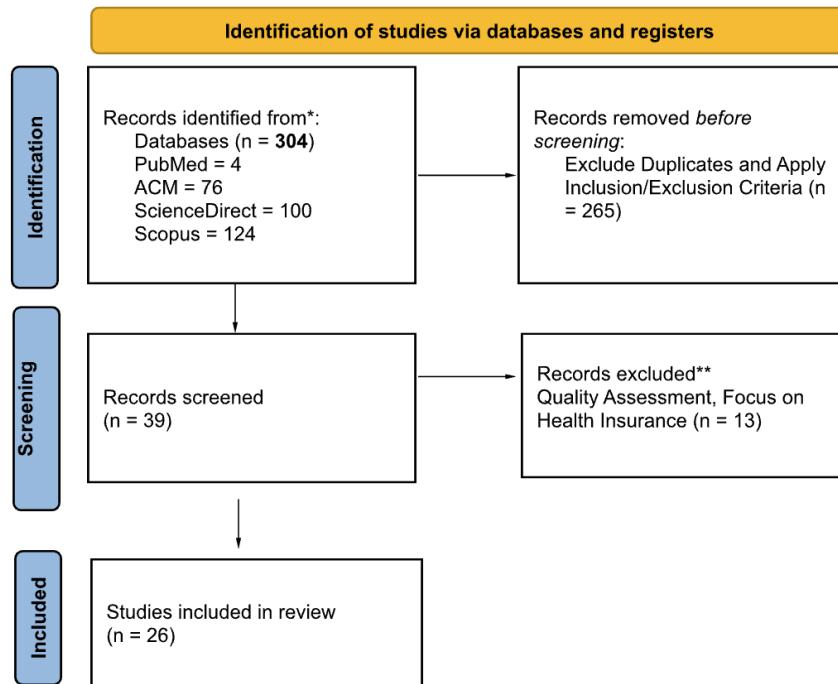 Identification of studies via databases and registers
Identification
Records identified from*:
Databases (n = 304)
PubMed = 4
ACM = 76
ScienceDirect = 100
Scopus = 124
Records removed before
screening:
Exclude Duplicates and Apply
Inclusion/Exclusion Criteria (n
= 265)
Screening
Records screened
(n = 39)
Records excluded**
Quality Assessment, Focus on
Health Insurance (n = 13)
Included
Studies included in review
(n = 26)